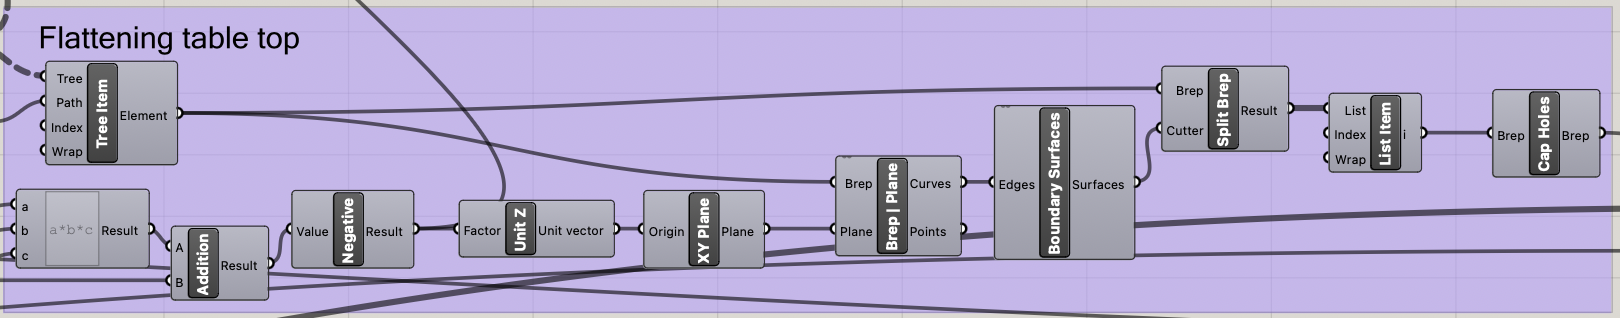 Flattening table top
Tree
Path
Index
Wrap
Tree Item
Element
a
b
c
a*b*c
Result
A
B
Addition
Result
Value
Negative
Result
Factor
Unit Z
Unit vector
Origin
XY Plane
Plane
Brep
Plane
Brep | Plane
Curves
Points
Edges
Boundary Surfaces
Surfaces
Brep
Cutter
Split Brep
Result
List
Index
Wrap
List Item
i
Brep
Cap Holes
Brep